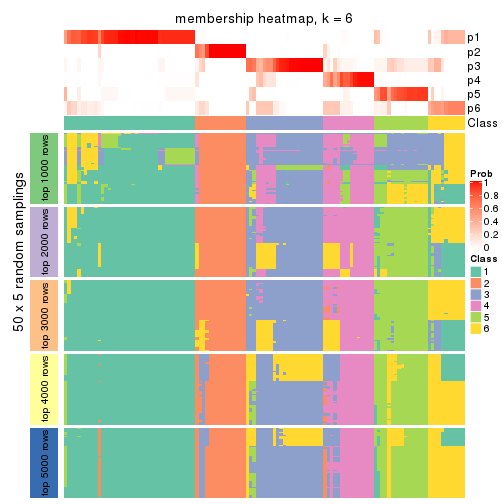 membership heatmap, k = 6
p1
p2
p3
p4
p5
p6
Class
50 x 5 random samplings
top 1000 rows
top 2000 rows
top 3000 rows
top 4000 rows
top 5000 rows
Prob
1
0.8
0.6
0.4
0.2
0
Class
1
2
3
4
5
6